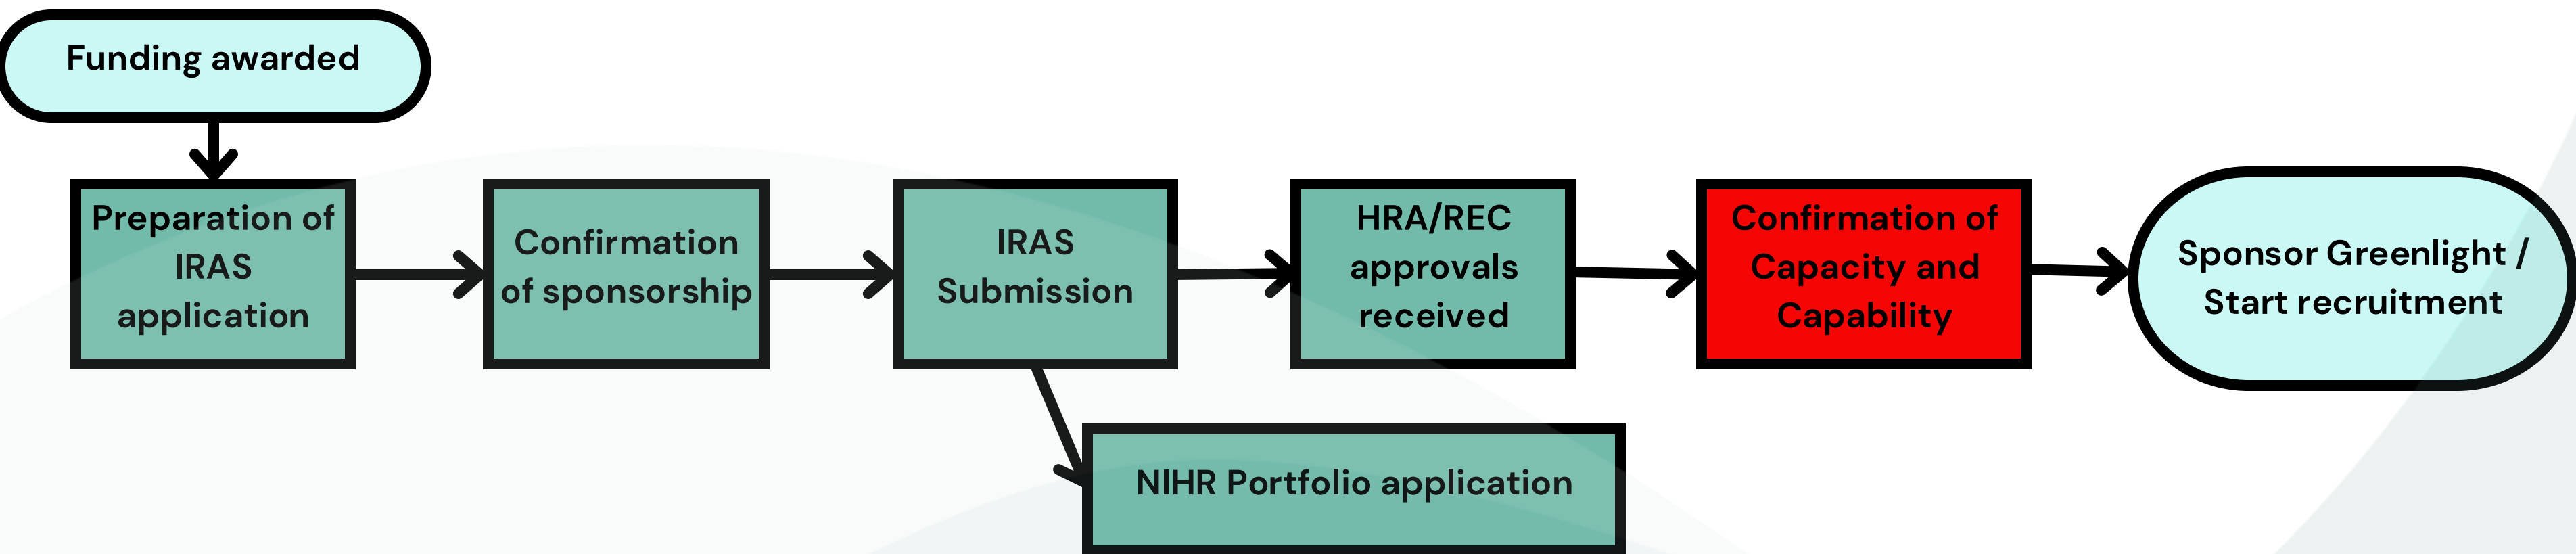 Funding awarded
Preparation of
IRAS
application
Confirmation
of sponsorship
IRAS
Submission
HRA/REC
approvals
received
Confirmation of
Capacity and
Capability
Sponsor Greenlight /
Start recruitment
NIHR Portfolio application